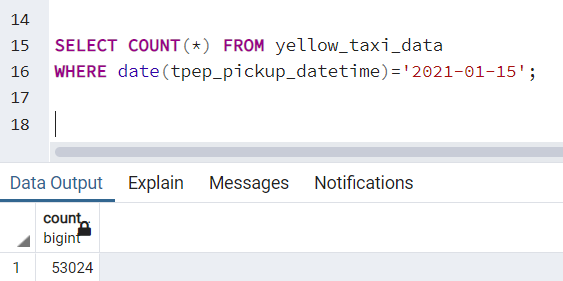 14
15 SELECT COUNT(*) FROM yellow_taxi_data
16 WHERE date(tpep_pickup_datetime)='2021-01-15';
17
18
Data Output Explain Messages Notifications
count
bigint
1 53024